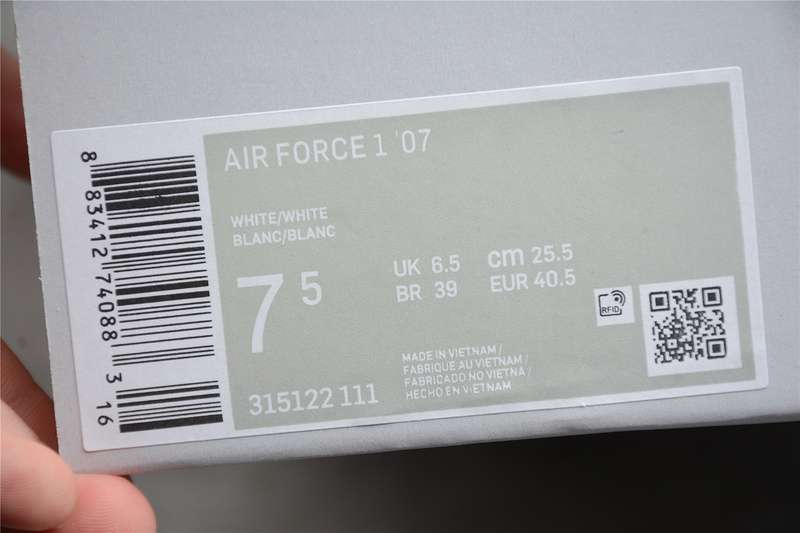 AIR FORCE 1 '07
WHITE/WHITE
BLANC/BLANC
7 5
UK 6.5 cm 25.5
BR 39 EUR 40.5
RFID
MADE IN VIETNAM /
FABRIQUE AU VIETNAM /
FABRICADO NO VIETNÃ /
HECHO EN VIETNAM
315122 111
8 83412 74088 3 16